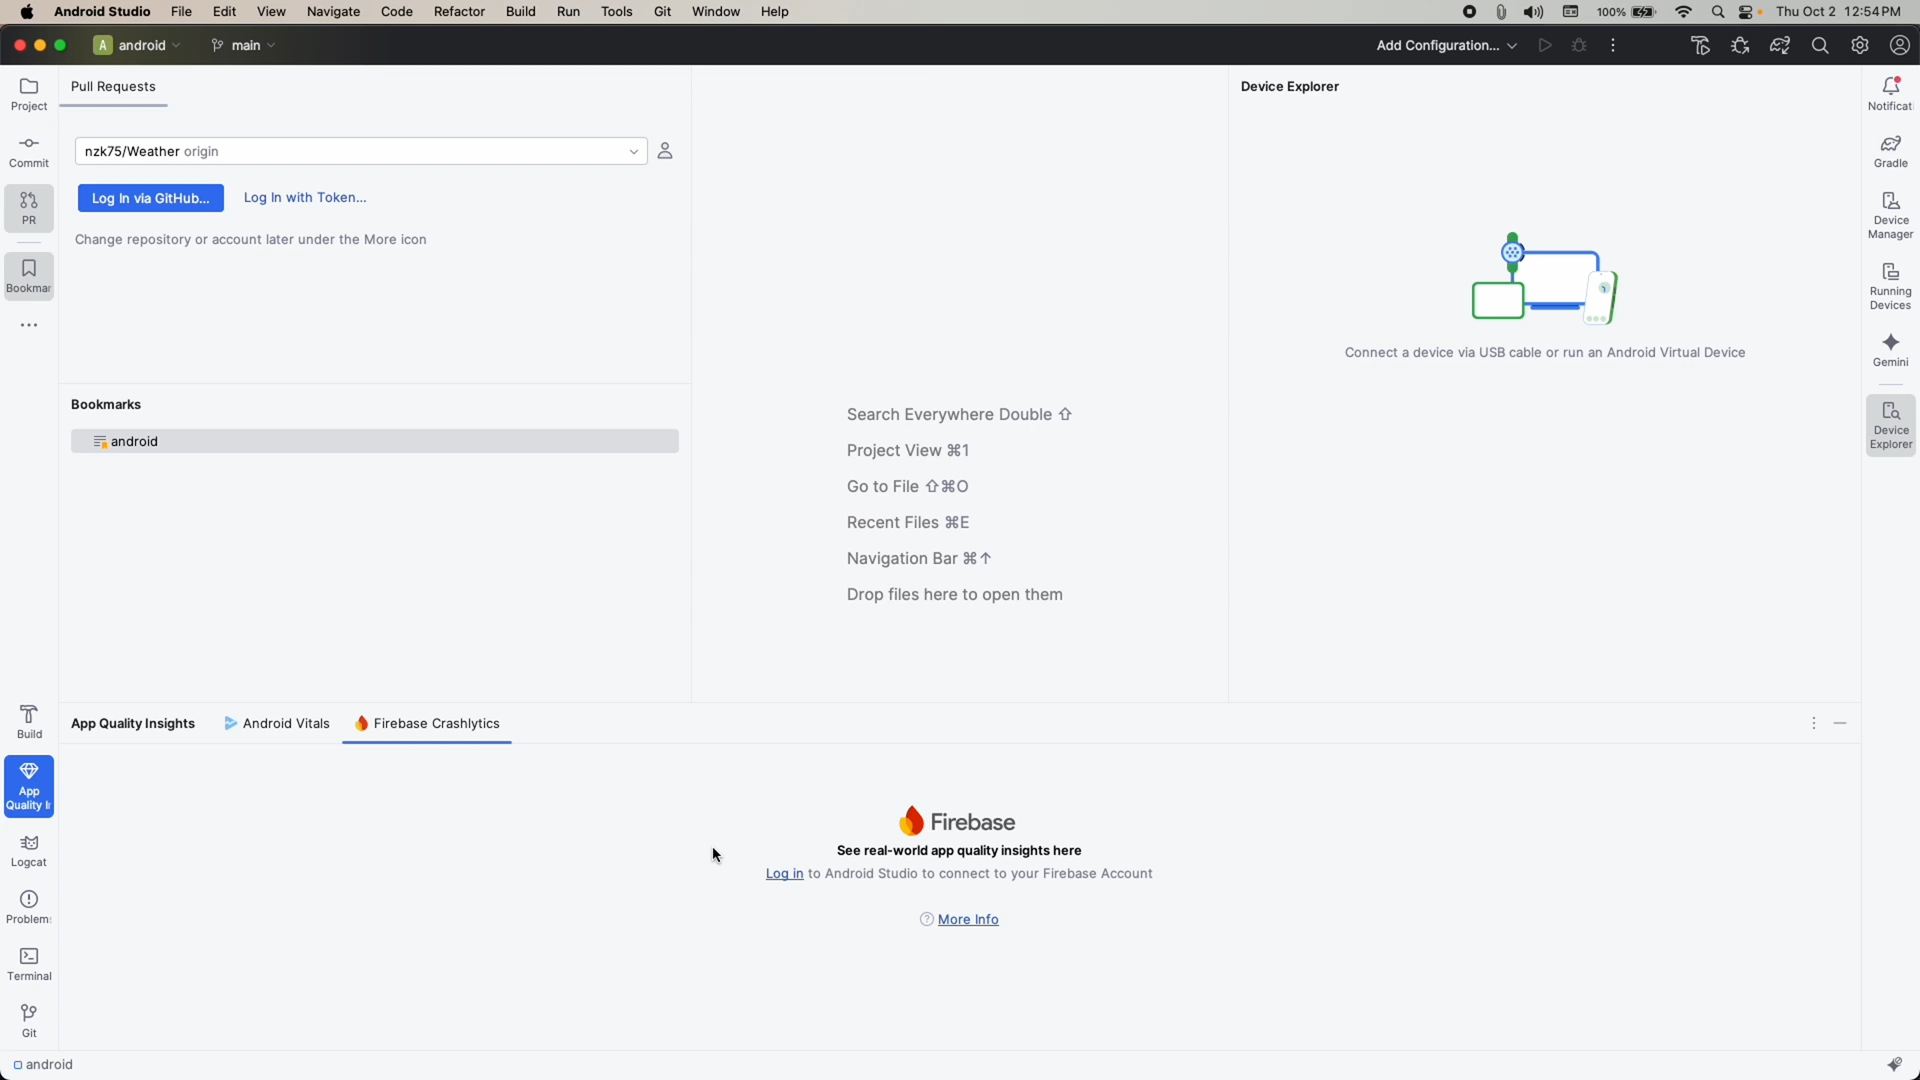 Android Studio File Edit View Navigate Code Refactor Build Run Tools Git Window Help 100% Thu Oct 2 12:54 PM
A android main Add Configuration...
Project
Commit
PR
Bookmar
Pull Requests
nzk75/Weather origin
Log In via GitHub... Log In with Token...
Change repository or account later under the More icon
Bookmarks
android
Search Everywhere Double ⇧
Project View ⌘1
Go to File ⇧⌘O
Recent Files ⌘E
Navigation Bar ⌘↑
Drop files here to open them
Device Explorer
Connect a device via USB cable or run an Android Virtual Device
Notificati
Gradle
Device
Manager
Running
Devices
Gemini
Device
Explorer
Build
App
Quality In
Logcat
Problems
Terminal
Git
App Quality Insights Android Vitals Firebase Crashlytics
Firebase
See real-world app quality insights here
Log in to Android Studio to connect to your Firebase Account
? More Info
android